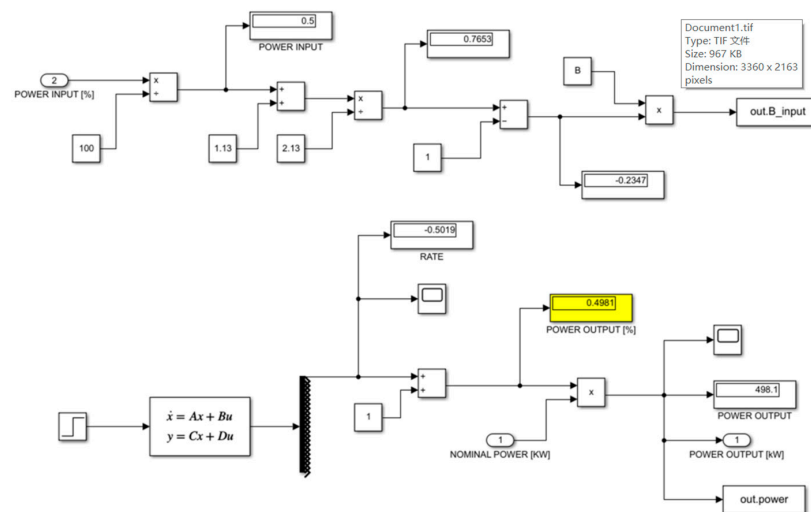 0.5
POWER INPUT
2
POWER INPUT [%]
x
÷
100
+
+
1.13
x
÷
2.13
0.7653
+
−
1
-0.2347
B
x
out.B_input
Document1.tif
Type: TIF 文件
Size: 967 KB
Dimension: 3360 x 2163
pixels
-0.5019
RATE
ẋ = Ax + Bu
y = Cx + Du
+
+
1
0.4981
POWER OUTPUT [%]
x
1
NOMINAL POWER [KW]
498.1
POWER OUTPUT
1
POWER OUTPUT [kW]
out.power